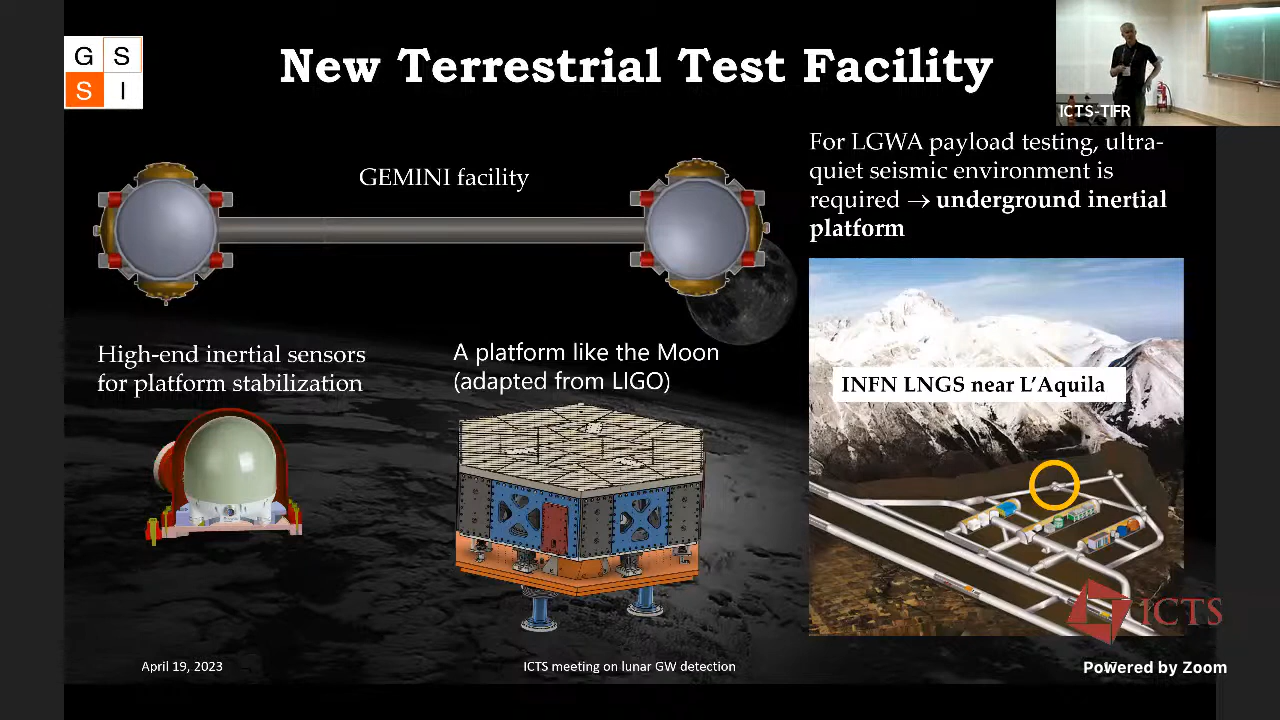 G S
S I
New Terrestrial Test Facility
ICTS-TIFR
GEMINI facility
For LGWA payload testing, ultra-
quiet seismic environment is
required → underground inertial
platform
High-end inertial sensors
for platform stabilization
A platform like the Moon
(adapted from LIGO)
INFN LNGS near L'Aquila
ICTS
April 19, 2023
ICTS meeting on lunar GW detection
Powered by Zoom